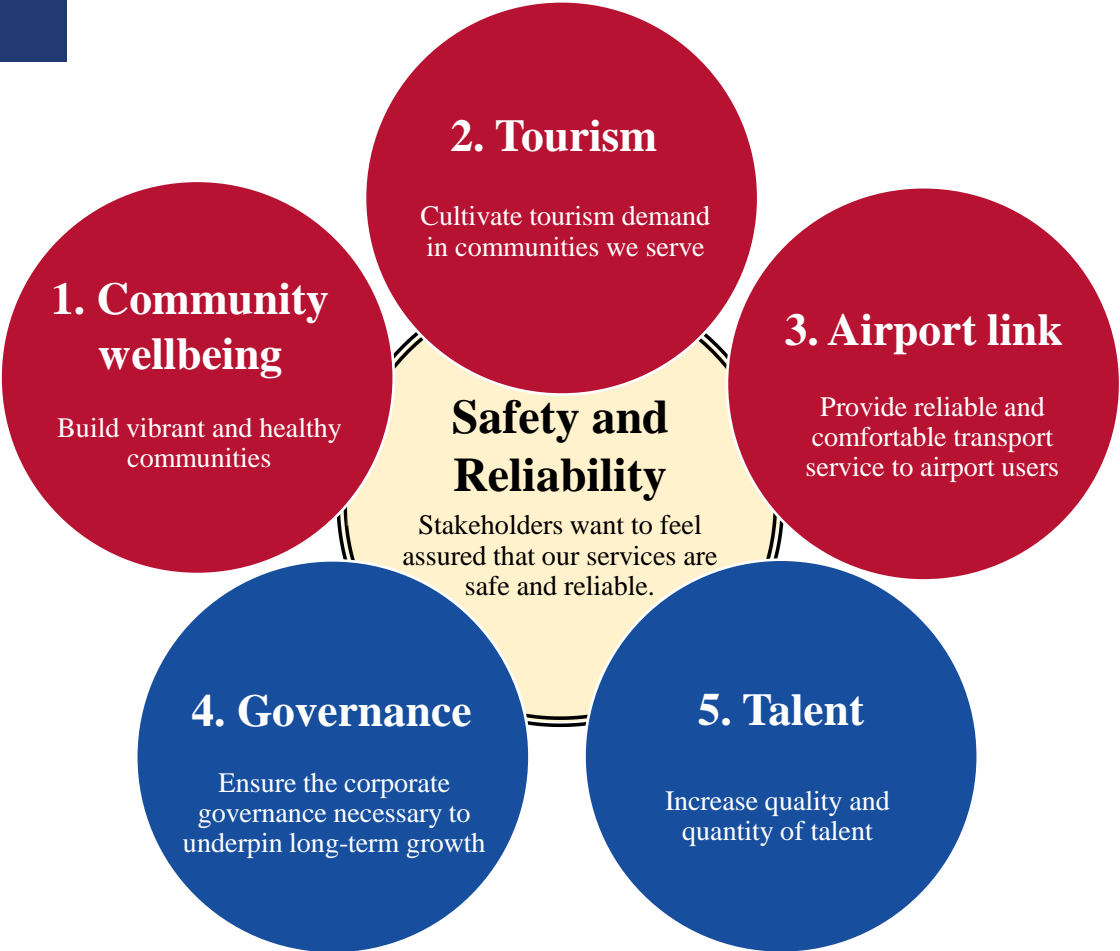 1. Community
wellbeing
Build vibrant and healthy
communities
2. Tourism
Cultivate tourism demand
in communities we serve
3. Airport link
Provide reliable and
comfortable transport
service to airport users
Safety and
Reliability
Stakeholders want to feel
assured that our services are
safe and reliable.
4. Governance
Ensure the corporate
governance necessary to
underpin long-term growth
5. Talent
Increase quality and
quantity of talent